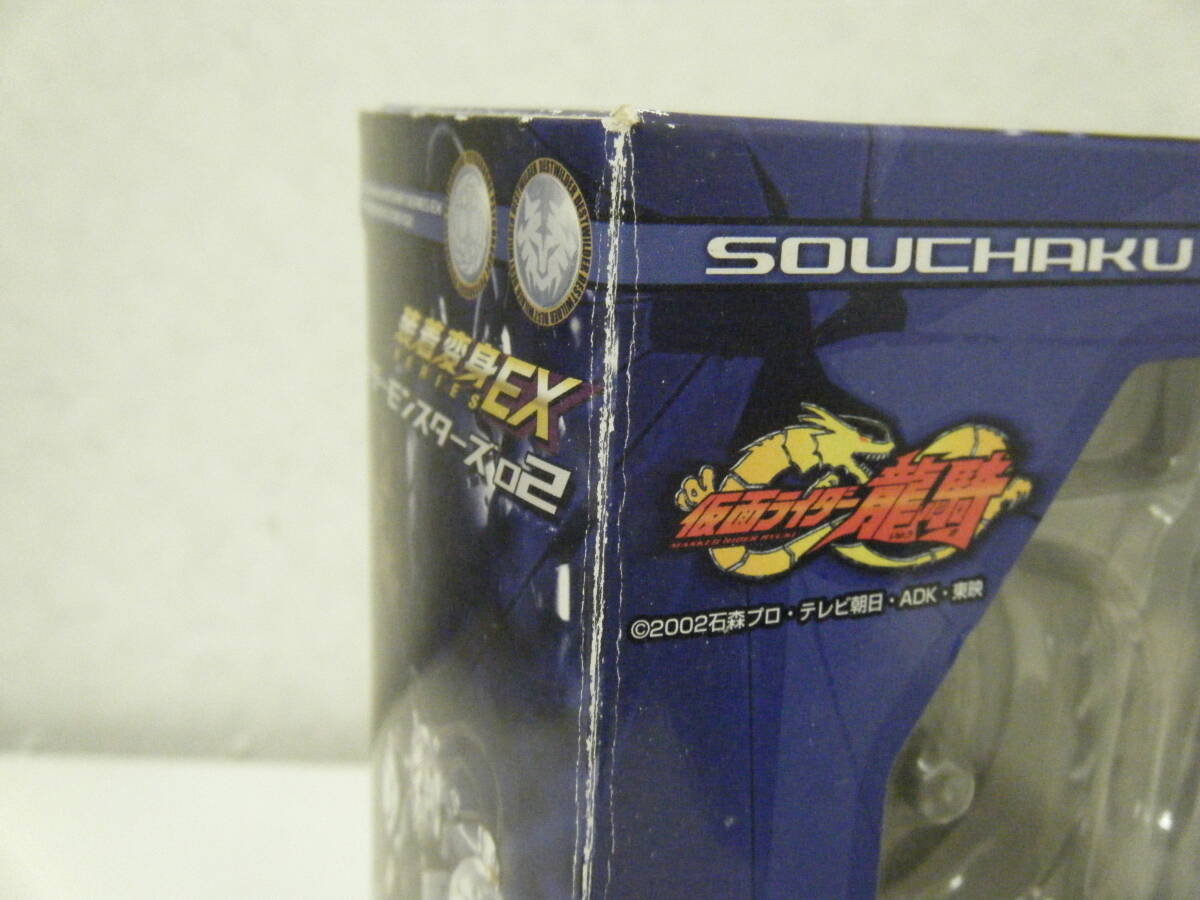 DESTWILDER DESTWILDER
装着変身EX
SERIES
ーモンスターズ02
SOUCHAKU
仮面ライダー龍騎
MASKED RIDER RYUKI
©2002石森プロ・テレビ朝日・ADK・東映